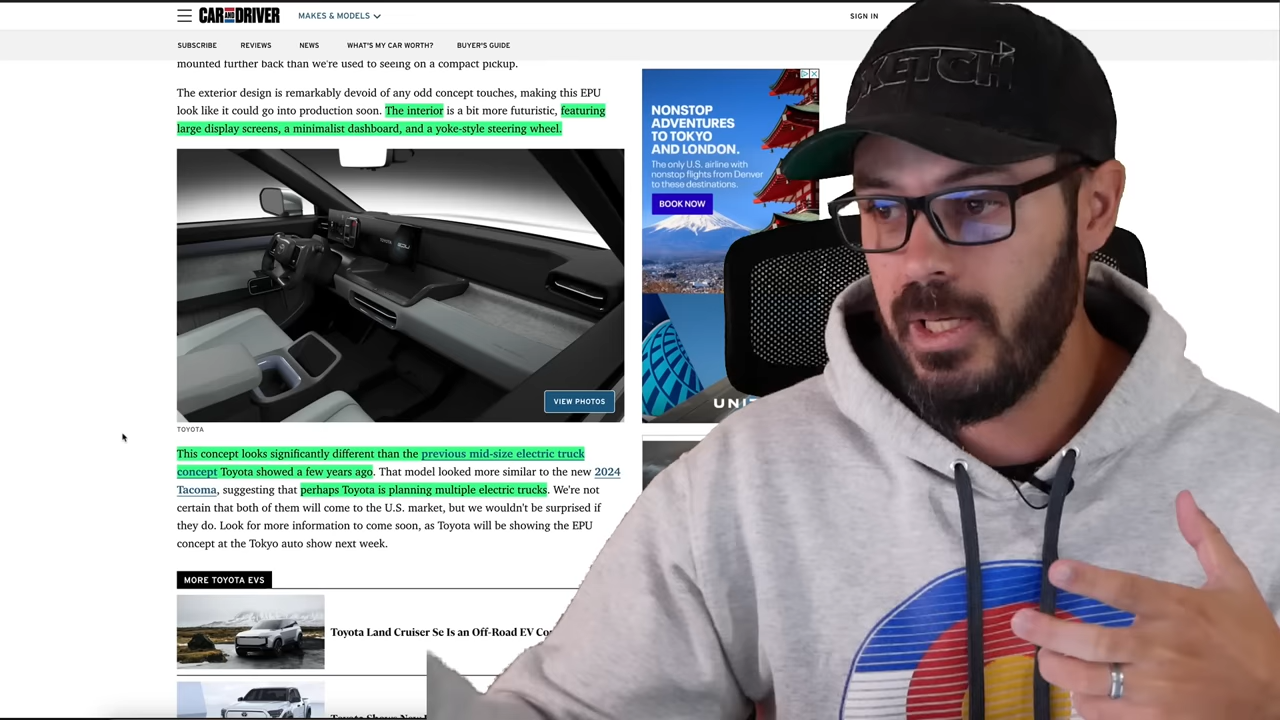 CAR AND DRIVER
MAKES & MODELS
SIGN IN
SUBSCRIBE
REVIEWS
NEWS
WHAT'S MY CAR WORTH?
BUYER'S GUIDE
mounted further back than we're used to seeing on a compact pickup.
The exterior design is remarkably devoid of any odd concept touches, making this EPU
look like it could go into production soon. The interior is a bit more futuristic, featuring
large display screens, a minimalist dashboard, and a yoke-style steering wheel.
VIEW PHOTOS
TOYOTA
This concept looks significantly different than the previous mid-size electric truck
concept Toyota showed a few years ago. That model looked more similar to the new 2024
Tacoma, suggesting that perhaps Toyota is planning multiple electric trucks. We're not
certain that both of them will come to the U.S. market, but we wouldn't be surprised if
they do. Look for more information to come soon, as Toyota will be showing the EPU
concept at the Tokyo auto show next week.
MORE TOYOTA EVS
Toyota Land Cruiser Se Is an Off-Road EV
Toyota Shows
NONSTOP
ADVENTURES
TO TOKYO
AND LONDON.
The only U.S. airline with
nonstop flights from Denver
to these destinations.
BOOK NOW
UNI
KETCH